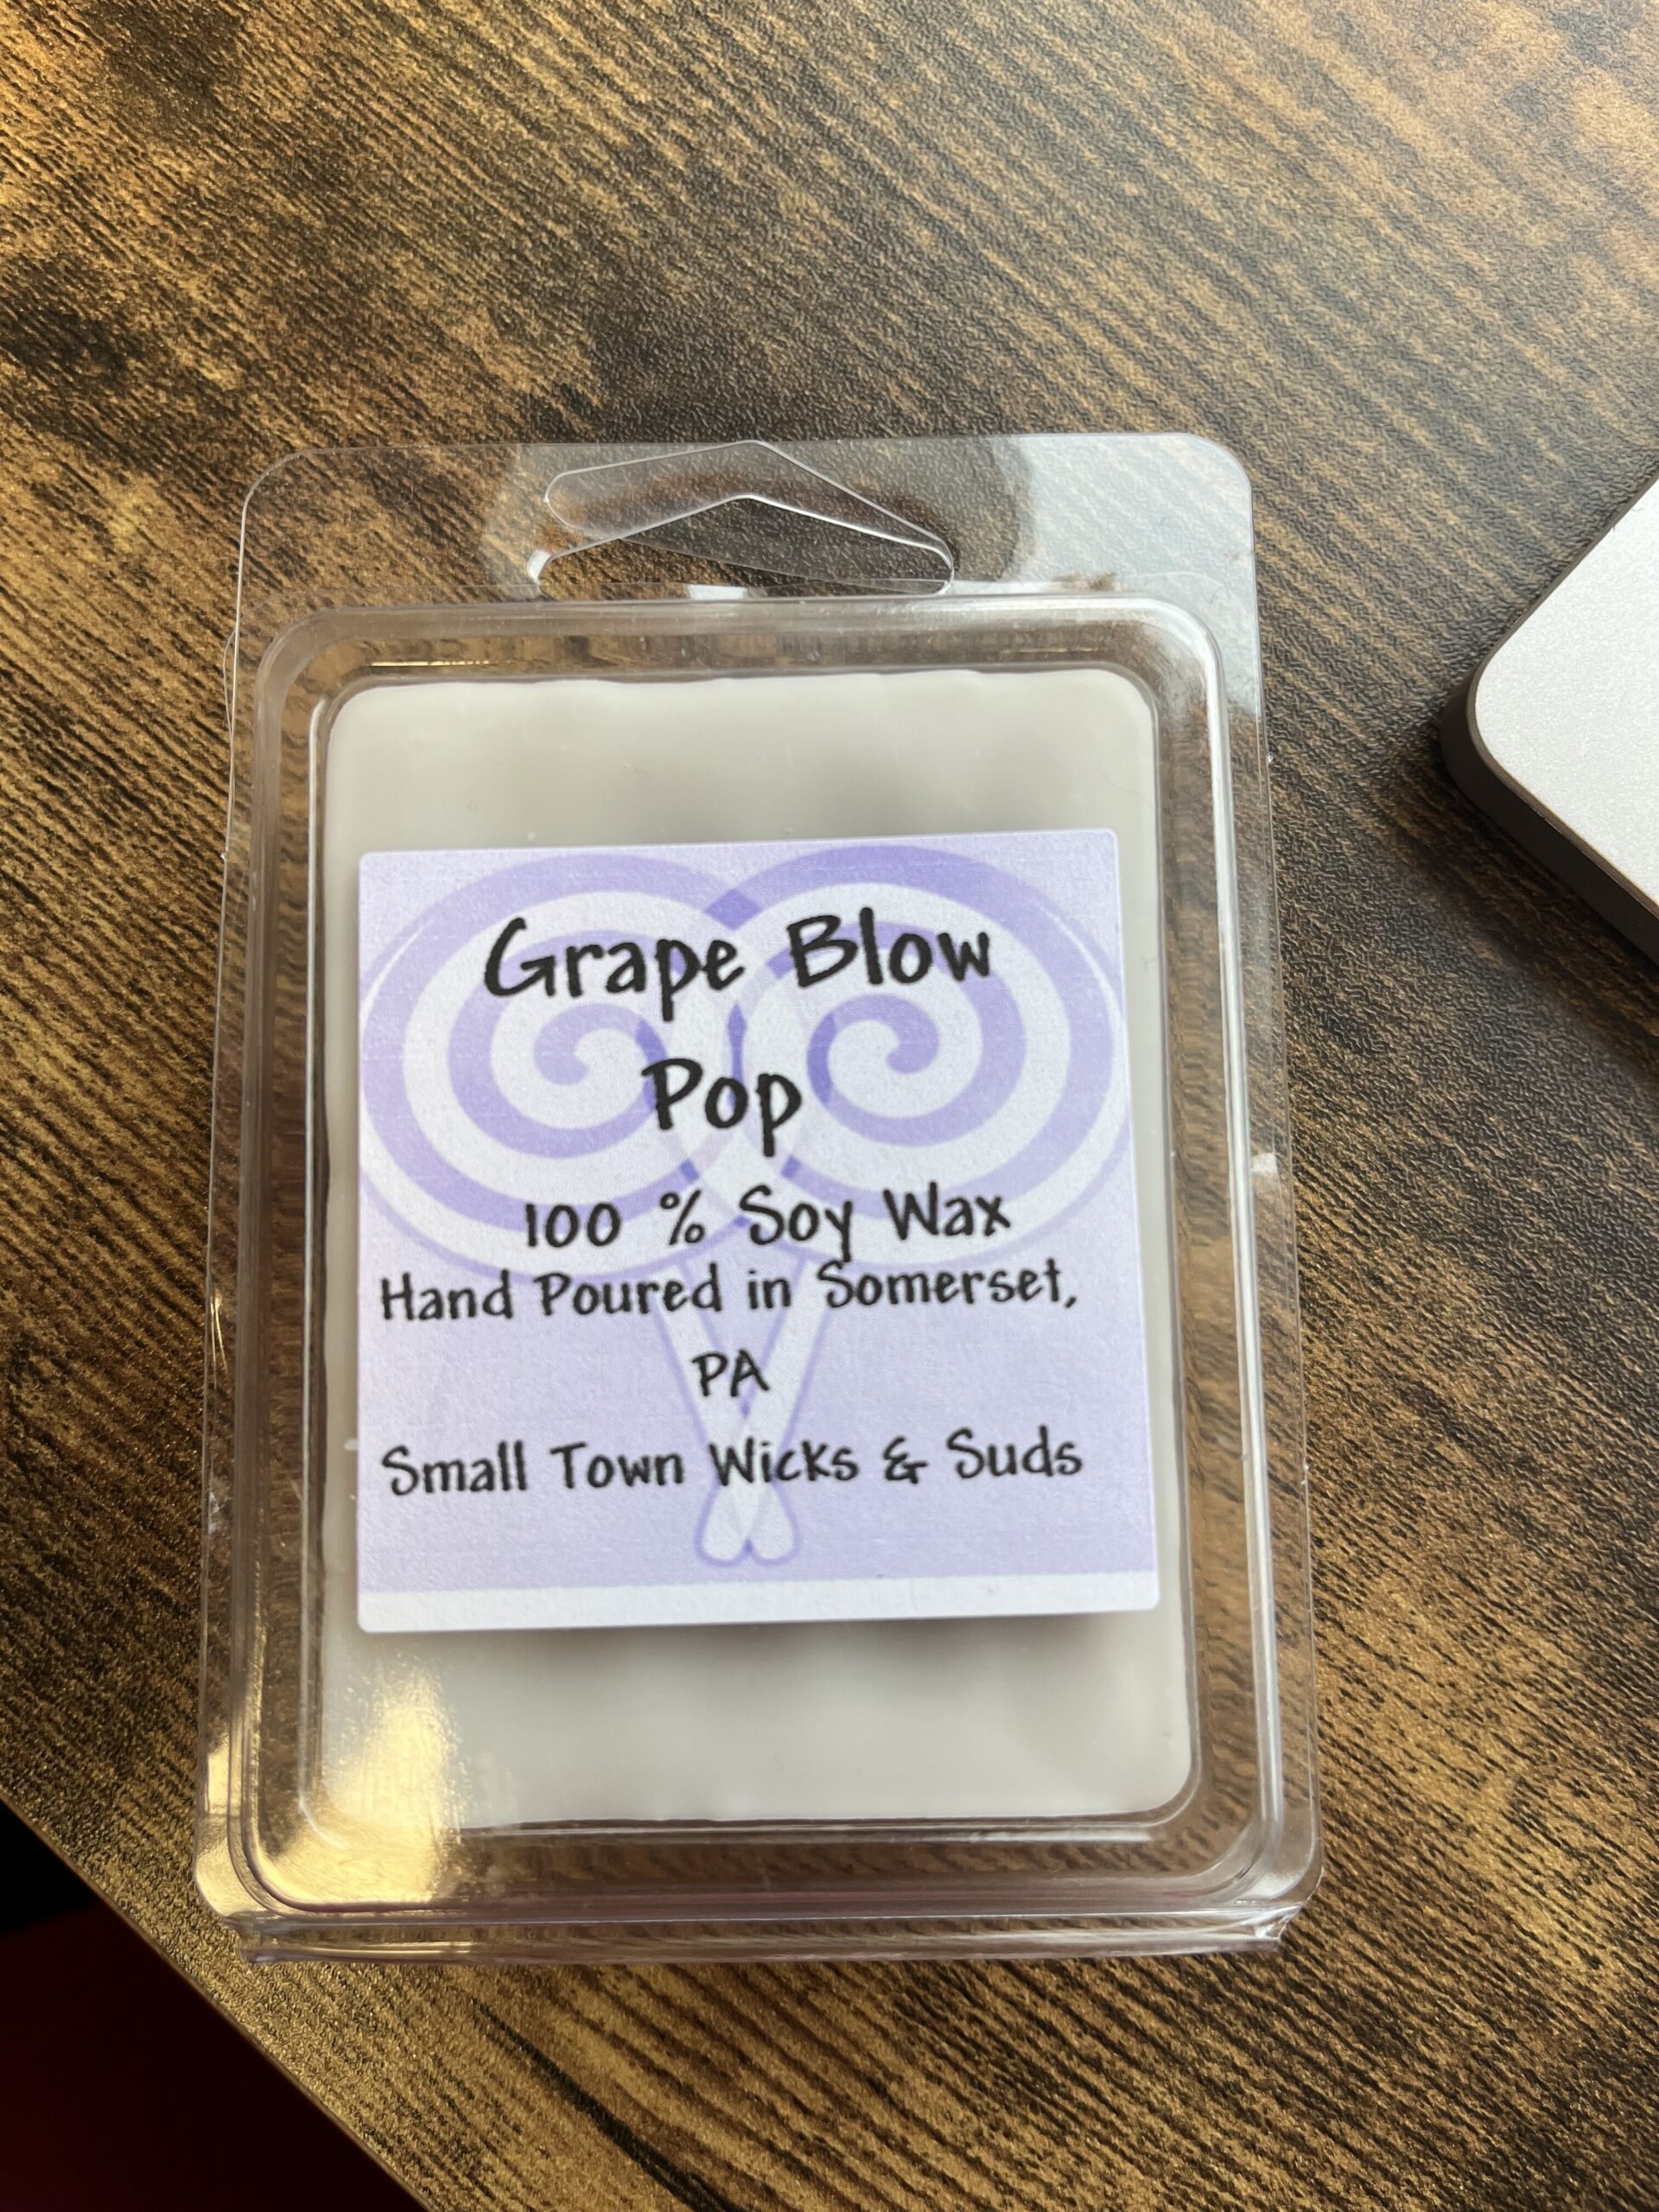 Grape Blow
Pop
100 % Soy Wax
Hand Poured in Somerset,
PA
Small Town Wicks & Suds